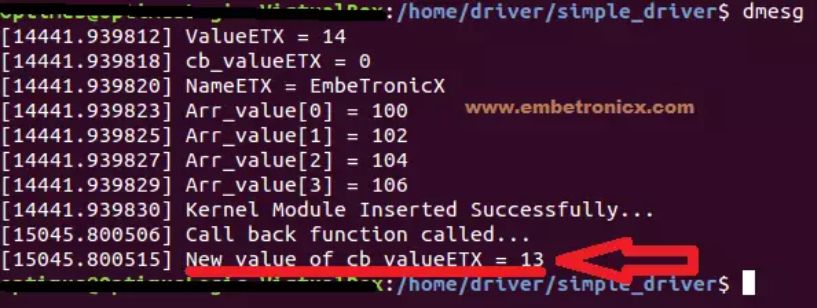 :/home/driver/simple_driver$ dmesg
[14441.939812] ValueETX = 14
[14441.939818] cb_valueETX = 0
[14441.939820] NameETX = EmbeTronicX
[14441.939823] Arr_value[0] = 100
www.embetronicx.com
[14441.939825] Arr_value[1] = 102
[14441.939827] Arr_value[2] = 104
[14441.939829] Arr_value[3] = 106
[14441.939830] Kernel Module Inserted Successfully...
[15045.800506] Call back function called...
[15045.800515] New value of cb_valueETX = 13
:/home/driver/simple_driver$